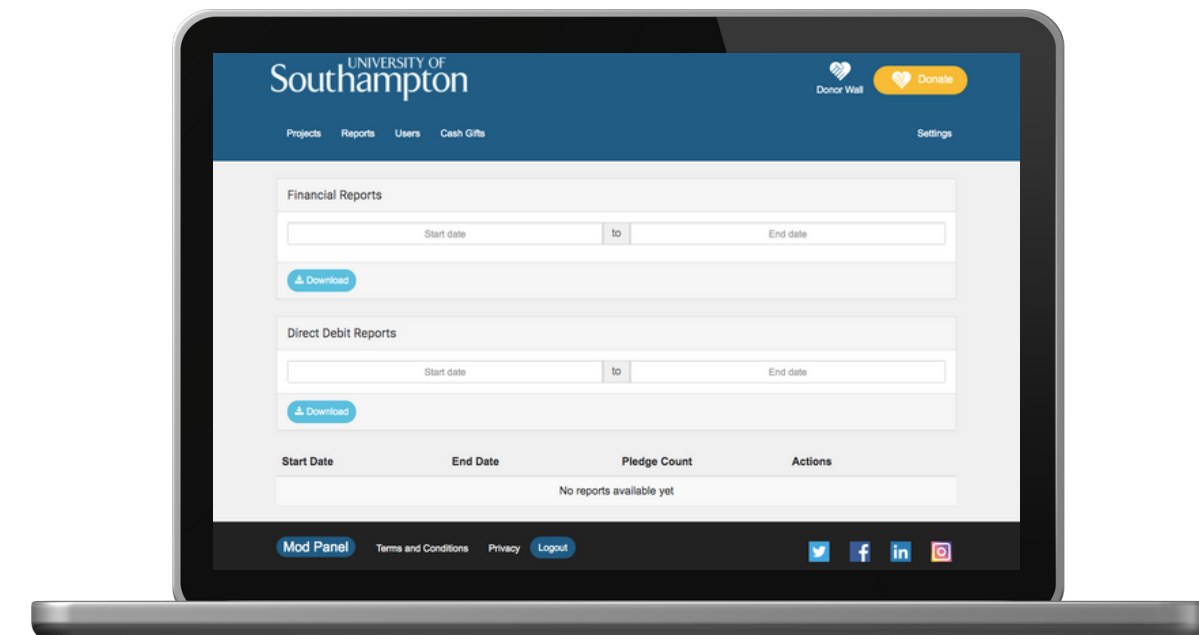 UNIVERSITY OF
Southampton
Donor Wall
Donate
Projects Reports Users Cash Gifts Settings
Financial Reports
Start date to End date
Download
Direct Debit Reports
Start date to End date
Download
Start Date End Date Pledge Count Actions
No reports available yet
Mod Panel Terms and Conditions Privacy Logout
f in